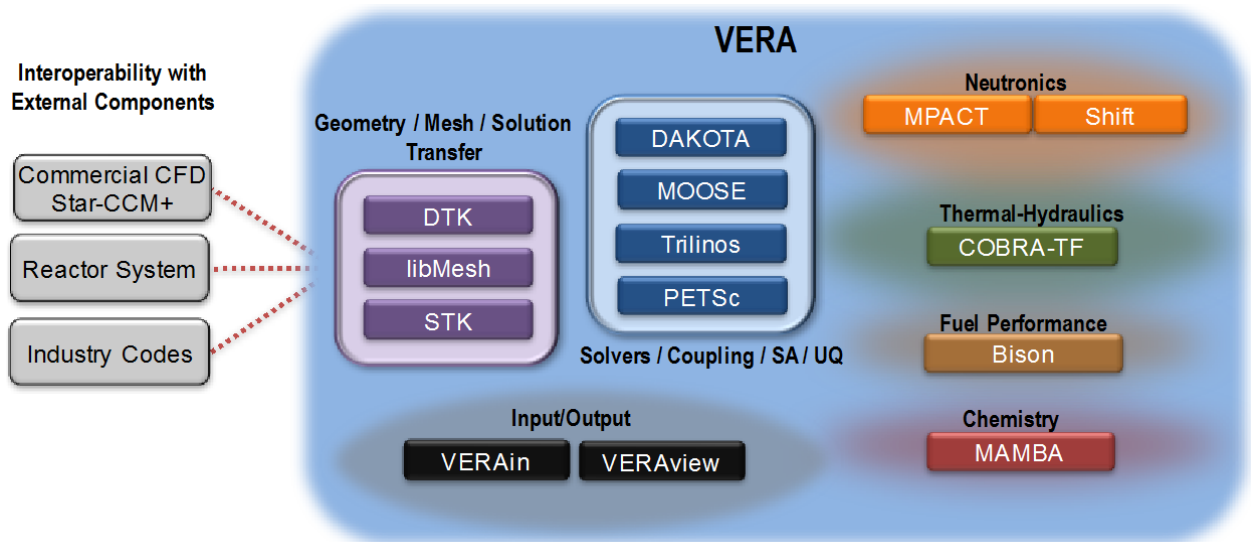 VERA
Interoperability with
External Components
Commercial CFD
Star-CCM+
Reactor System
Industry Codes
Geometry / Mesh / Solution
Transfer
DTK
libMesh
STK
DAKOTA
MOOSE
Trilinos
PETSc
Solvers / Coupling / SA / UQ
Input/Output
VERAin
VERAview
Neutronics
MPACT
Shift
Thermal-Hydraulics
COBRA-TF
Fuel Performance
Bison
Chemistry
MAMBA